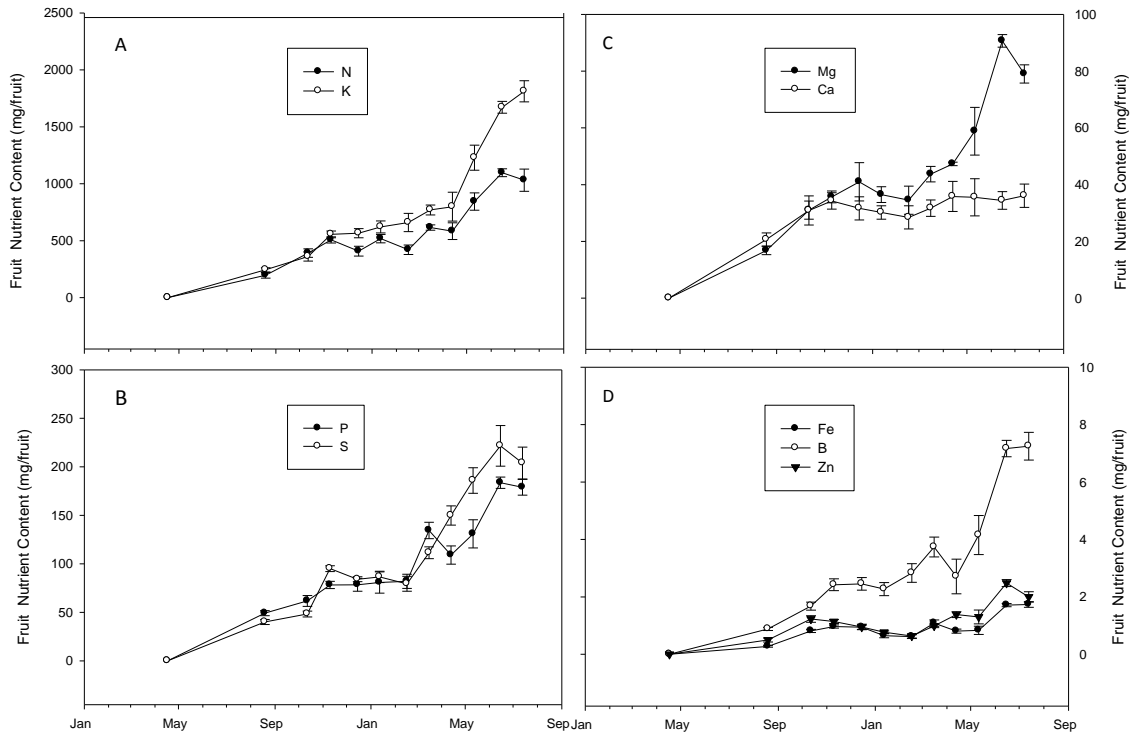 A
N
K
2500
2000
1500
1000
500
0
Fruit Nutrient Content (mg/fruit)
C
Mg
Ca
100
80
60
40
20
0
Fruit Nutrient Content (mg/fruit)
B
P
S
300
250
200
150
100
50
0
Fruit Nutrient Content (mg/fruit)
Jan May Sep Jan May Sep
D
Fe
B
Zn
10
8
6
4
2
0
Fruit Nutrient Content (mg/fruit)
Jan May Sep Jan May Sep